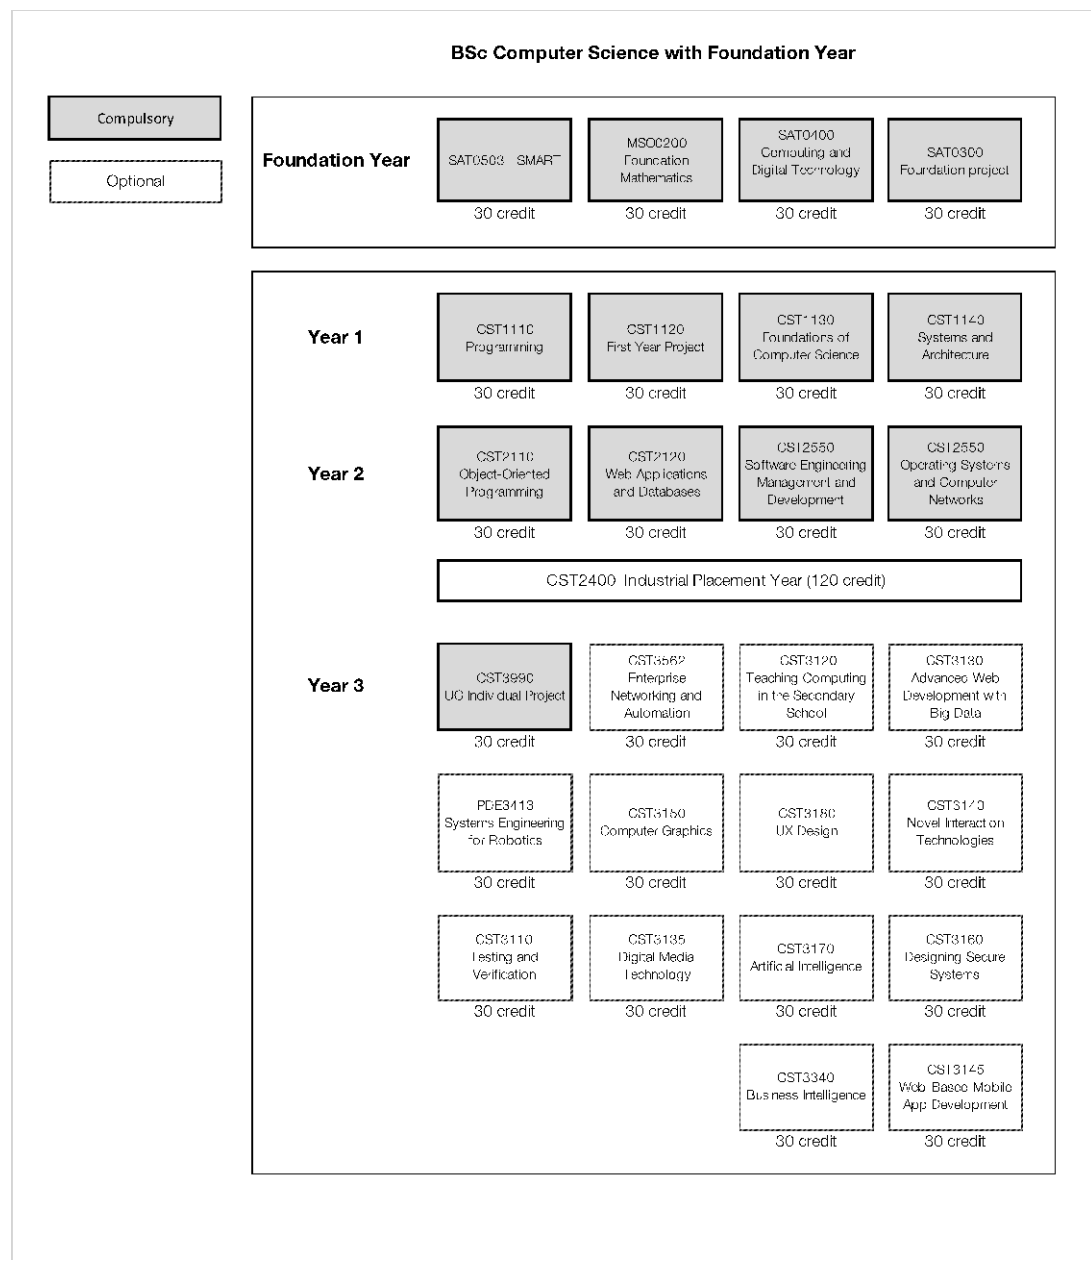 BSc Computer Science with Foundation Year
Compulsory
Optional
Foundation Year
SAT0503 SMART
30 credit
MSO0200
Foundation
Mathematics
30 credit
SAT0400
Computing and
Digital Technology
30 credit
SAT0300
Foundation project
30 credit
Year 1
CST1110
Programming
30 credit
CST1120
First Year Project
30 credit
CST1130
Foundations of
Computer Science
30 credit
CST1140
Systems and
Architecture
30 credit
Year 2
CST2110
Object-Oriented
Programming
30 credit
CST2120
Web Applications
and Databases
30 credit
CST2550
Software Engineering
Management and
Development
30 credit
CST2550
Operating Systems
and Computer
Networks
30 credit
CST2400 Industrial Placement Year (120 credit)
Year 3
CST3990
UG Individual Project
30 credit
CST3562
Enterprise
Networking and
Automation
30 credit
CST3120
Teaching Computing
in the Secondary
School
30 credit
CST3130
Advanced Web
Development with
Big Data
30 credit
PDE3413
Systems Engineering
for Robotics
30 credit
CST3150
Computer Graphics
30 credit
CST3180
UX Design
30 credit
CST3140
Novel Interaction
Technologies
30 credit
CST3110
Testing and
Verification
30 credit
CST3135
Digital Media
Technology
30 credit
CST3170
Artificial Intelligence
30 credit
CST3160
Designing Secure
Systems
30 credit
CST3340
Business Intelligence
30 credit
CST3145
Web-Based Mobile
App Development
30 credit